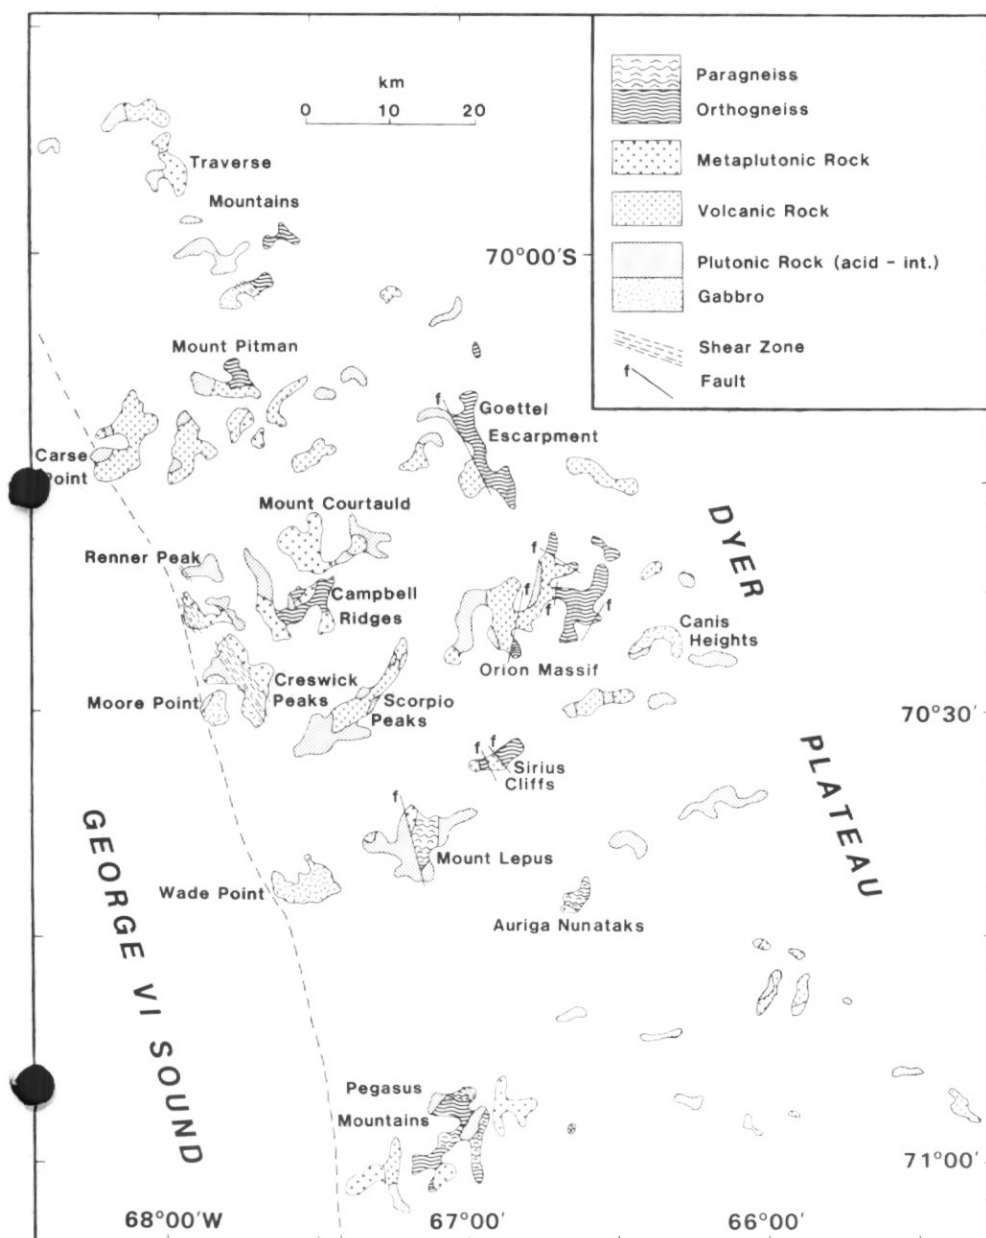 km
0 10 20
Paragneiss
Orthogneiss
Metaplutonic Rock
Volcanic Rock
Plutonic Rock (acid - int.)
Gabbro
Shear Zone
f
Fault
Traverse
Mountains
70°00'S
Mount Pitman
f
Goettel
Escarpment
Carse
Point
Mount Courtauld
DYER
Renner Peak
f
Campbell
Ridges
f
f
f
Canis
Heights
f
Orion Massif
Creswick
Peaks
Moore Point
Scorpio
Peaks
70°30'
f
f
Sirius
Cliffs
PLATEAU
f
Mount Lepus
GEORGE VI SOUND
Wade Point
Auriga Nunataks
Pegasus
Mountains
71°00'
68°00'W
67°00'
66°00'